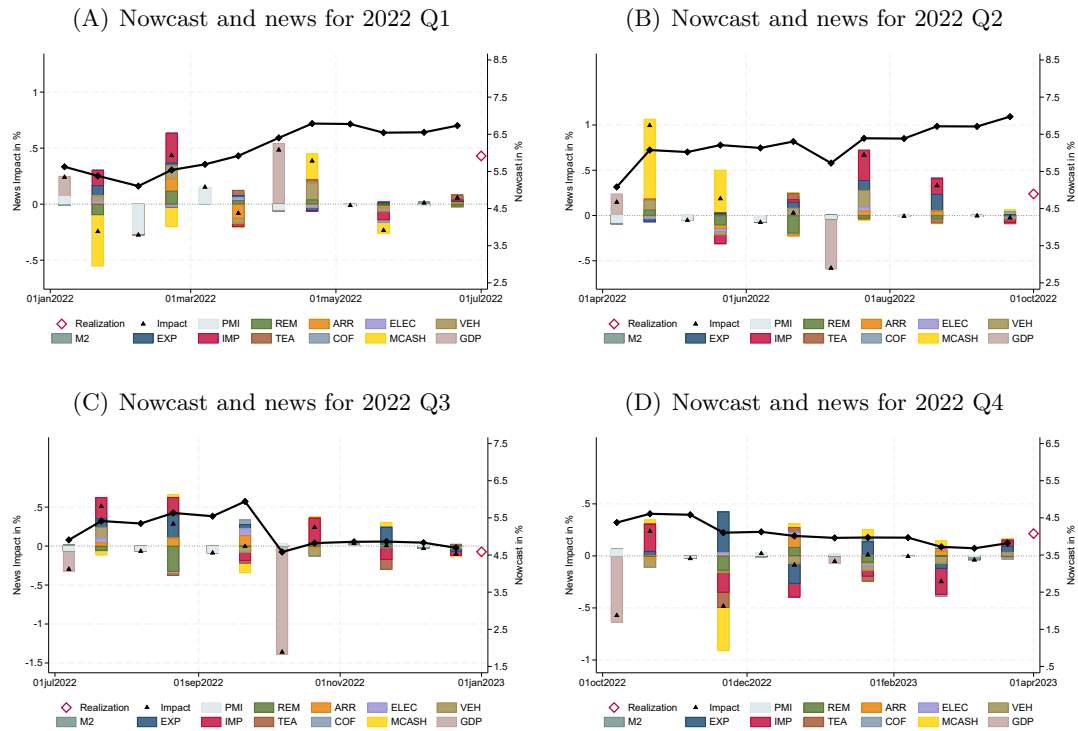 (A) Nowcast and news for 2022 Q1
News Impact in %
1
.5
0
-.5
8.5
7.5
6.5
5.5
4.5
3.5
2.5
Nowcast in %
01jan2022 01mar2022 01may2022 01jul2022
Realization Impact PMI REM ARR ELEC VEH
M2 EXP IMP TEA COF MCASH GDP
(B) Nowcast and news for 2022 Q2
News Impact in %
1
.5
0
-.5
8.5
7.5
6.5
5.5
4.5
3.5
2.5
Nowcast in %
01apr2022 01jun2022 01aug2022 01oct2022
Realization Impact PMI REM ARR ELEC VEH
M2 EXP IMP TEA COF MCASH GDP
(C) Nowcast and news for 2022 Q3
News Impact in %
.5
0
-.5
-1
-1.5
7.5
6.5
5.5
4.5
3.5
2.5
1.5
Nowcast in %
01jul2022 01sep2022 01nov2022 01jan2023
Realization Impact PMI REM ARR ELEC VEH
M2 EXP IMP TEA COF MCASH GDP
(D) Nowcast and news for 2022 Q4
News Impact in %
.5
0
-.5
-1
6.5
5.5
4.5
3.5
2.5
1.5
.5
Nowcast in %
01oct2022 01dec2022 01feb2023 01apr2023
Realization Impact PMI REM ARR ELEC VEH
M2 EXP IMP TEA COF MCASH GDP